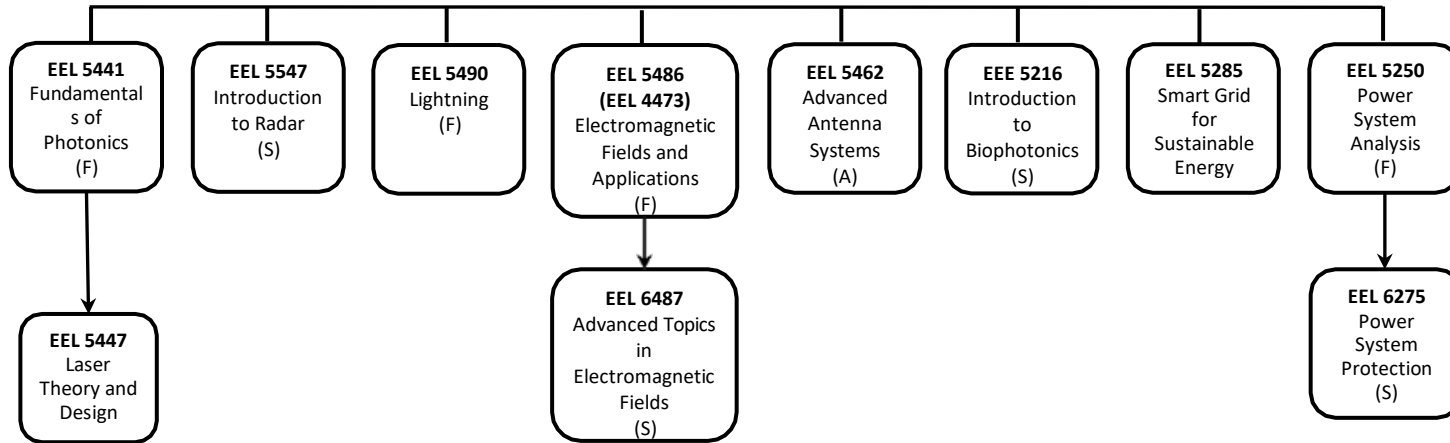 EEL 5441
Fundamental
s of
Photonics
(F)
EEL 5547
Introduction
to Radar
(S)
EEL 5490
Lightning
(F)
EEL 5486
(EEL 4473)
Electromagnetic
Fields and
Applications
(F)
EEL 5462
Advanced
Antenna
Systems
(A)
EEE 5216
Introduction
to
Biophotonics
(S)
EEL 5285
Smart Grid
for
Sustainable
Energy
EEL 5250
Power
System
Analysis
(F)
EEL 5447
Laser
Theory and
Design
EEL 6487
Advanced Topics
in
Electromagnetic
Fields
(S)
EEL 6275
Power
System
Protection
(S)